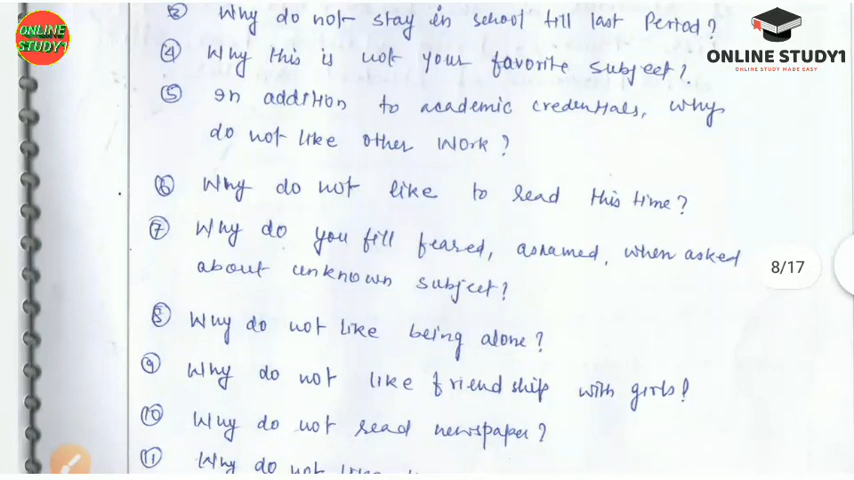 ONLINE
STUDY1
ONLINE STUDY1
ONLINE STUDY MADE EASY
③ Why do not stay in school till last Period?
④ Why this is not your favorite subject?
⑤ In addition to academic credentials, why
do not like other work?
⑥ Why do not like to read this time?
⑦ Why do you fill feared, ashamed, when asked
about unknown subject?
8/17
⑧ Why do not like being alone?
⑨ Why do not like friendship with girls?
⑩ Why do not read newspaper?
⑪ Why do not like